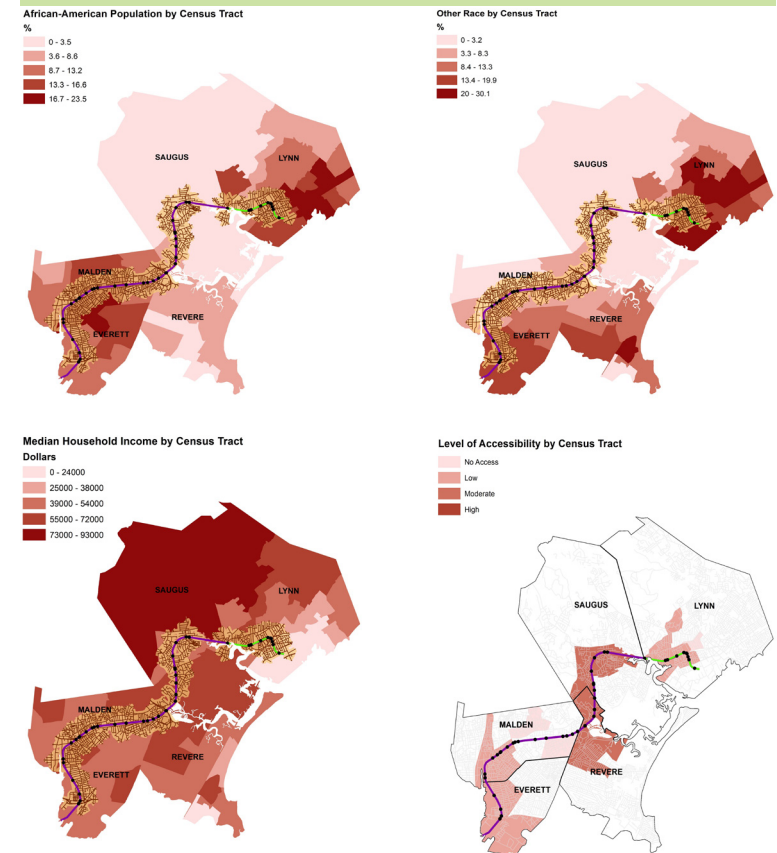 African-American Population by Census Tract
%
0 - 3.5
3.6 - 8.6
8.7 - 13.2
13.3 - 16.6
16.7 - 23.5
SAUGUS
LYNN
MALDEN
REVERE
EVERETT
Other Race by Census Tract
%
0 - 3.2
3.3 - 8.3
8.4 - 13.3
13.4 - 19.9
20 - 30.1
SAUGUS
LYNN
MALDEN
REVERE
EVERETT
Median Household Income by Census Tract
Dollars
0 - 24000
25000 - 38000
39000 - 54000
55000 - 72000
73000 - 93000
SAUGUS
LYNN
MALDEN
REVERE
EVERETT
Level of Accessibility by Census Tract
No Access
Low
Moderate
High
SAUGUS
LYNN
MALDEN
REVERE
EVERETT